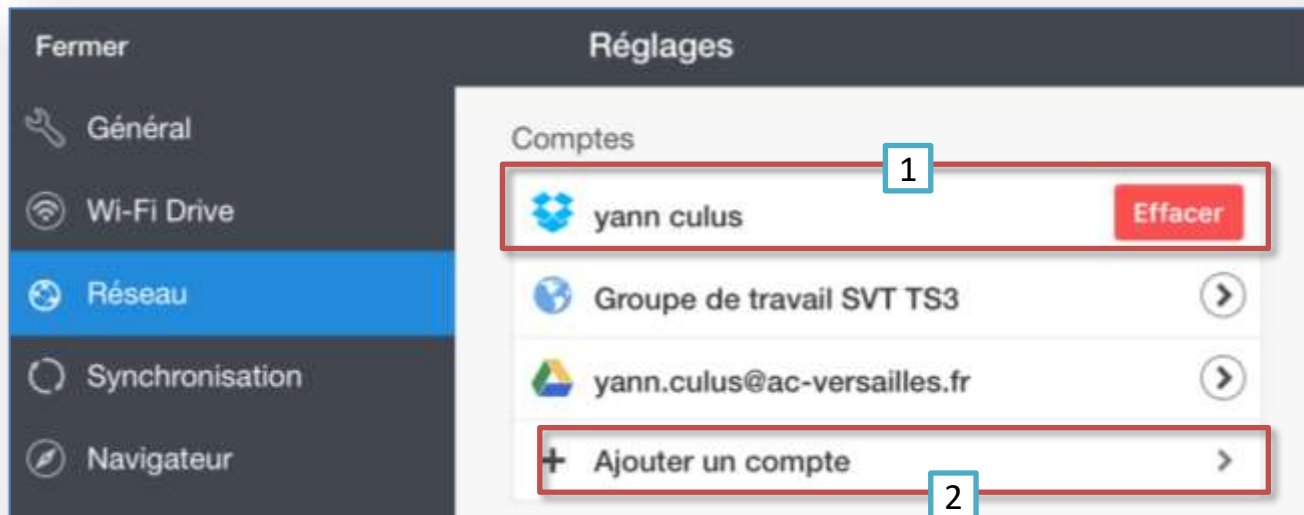 Fermer
Réglages
Général
Wi-Fi Drive
Réseau
Synchronisation
Navigateur
Comptes
1
yann culus
Effacer
Groupe de travail SVT TS3
yann.culus@ac-versailles.fr
+ Ajouter un compte
2